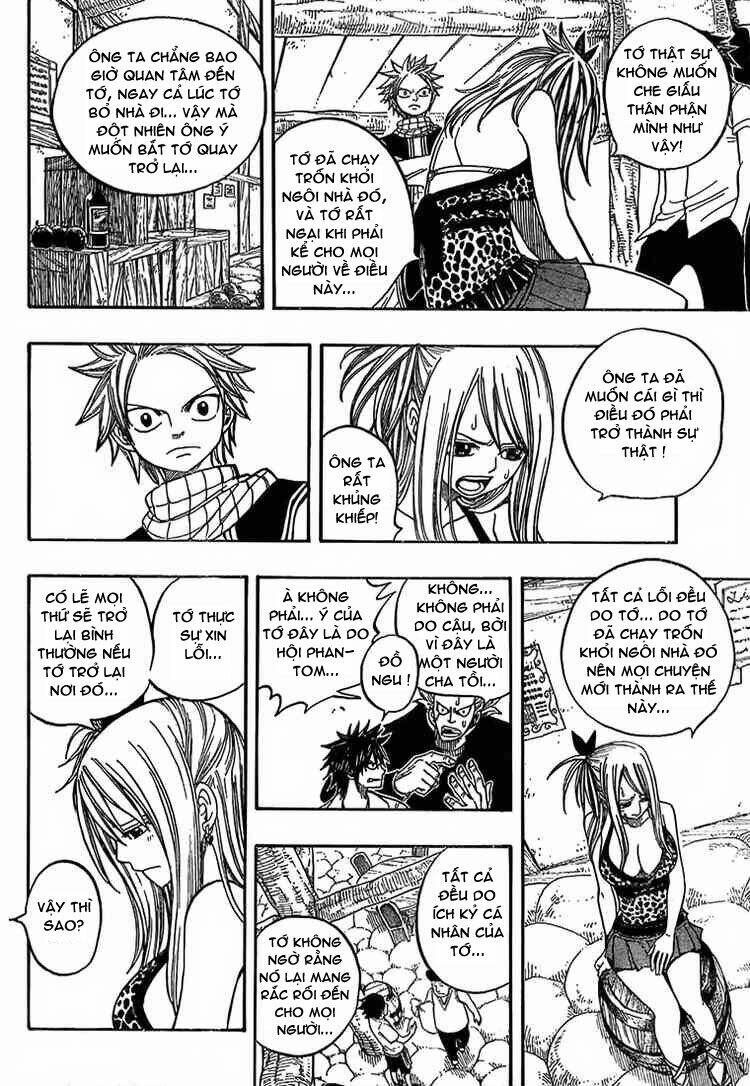 TỚ THẬT SỰ
KHÔNG MUỐN
CHE GIẤU
THÂN PHẬN
MÌNH NHƯ
VẬY!
TỚ ĐÃ CHẠY
TRỐN KHỎI
NGÔI NHÀ ĐÓ,
VÀ TỚ RẤT
NGẠI KHI PHẢI
KỂ CHO MỌI
NGƯỜI VỀ ĐIỀU
NÀY...
ÔNG TA CHẲNG BAO
GIỜ QUAN TÂM ĐẾN
TỚ, NGAY CẢ LÚC TỚ
BỎ NHÀ ĐI... VẬY MÀ
ĐỘT NHIÊN ÔNG Ý
MUỐN BẮT TỚ QUAY
TRỞ LẠI...
ÔNG TA ĐÃ
MUỐN CÁI GÌ THÌ
ĐIỀU ĐÓ PHẢI
TRỞ THÀNH SỰ
THẬT !
ÔNG TA
RẤT
KHỦNG
KHIẾP!
TẤT CẢ LỖI ĐỀU
DO TỚ... DO TỚ
ĐÃ CHẠY TRỐN
KHỎI NGÔI NHÀ ĐÓ
NÊN MỌI CHUYỆN
MỚI THÀNH RA THẾ
NÀY...
KHÔNG...
KHÔNG PHẢI
DO CẬU, BỞI
VÌ ĐÂY LÀ
MỘT NGƯỜI
CHA TỒI...
À KHÔNG
PHẢI... Ý CỦA
TỚ ĐÂY LÀ DO
HỘI PHAN-
TOM...
ĐỒ
NGU !
TỚ THỰC
SỰ XIN
LỖI...
CÓ LẼ MỌI
THỨ SẼ TRỞ
LẠI BÌNH
THƯỜNG NẾU
TỚ TRỞ LẠI
NƠI ĐÓ...
TẤT CẢ
ĐỀU DO
ÍCH KỶ CÁ
NHÂN CỦA
TỚ...
TỚ KHÔNG
NGỜ RẰNG
NÓ LẠI MANG
RẮC RỐI ĐẾN
CHO MỌI
NGƯỜI...
VẬY THÌ
SAO?